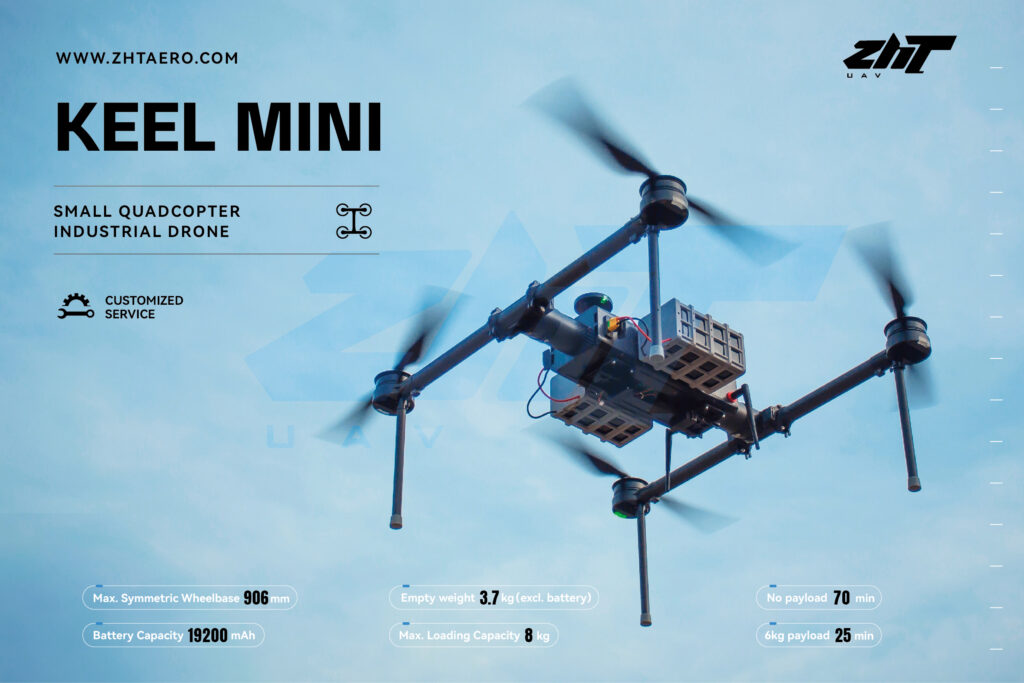 WWW.ZHTAERO.COM
zhT
UAV
KEEL MINI
SMALL QUADCOPTER
INDUSTRIAL DRONE
CUSTOMIZED
SERVICE
zhT
UAV
Max. Symmetric Wheelbase 906 mm
Empty weight 3.7 kg (excl. battery)
No payload 70 min
Battery Capacity 19200 mAh
Max. Loading Capacity 8 kg
6kg payload 25 min